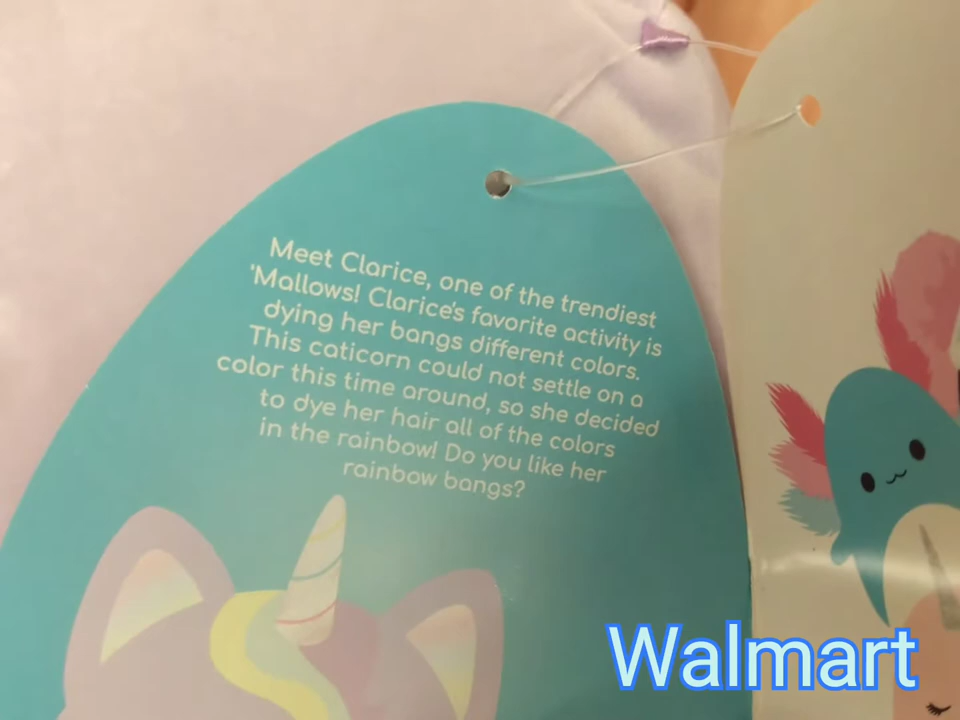 Meet Clarice, one of the trendiest
'Mallows! Clarice's favorite activity is
dying her bangs different colors.
This caticorn could not settle on a
color this time around, so she decided
to dye her hair all of the colors
in the rainbow! Do you like her
rainbow bangs?
Walmart